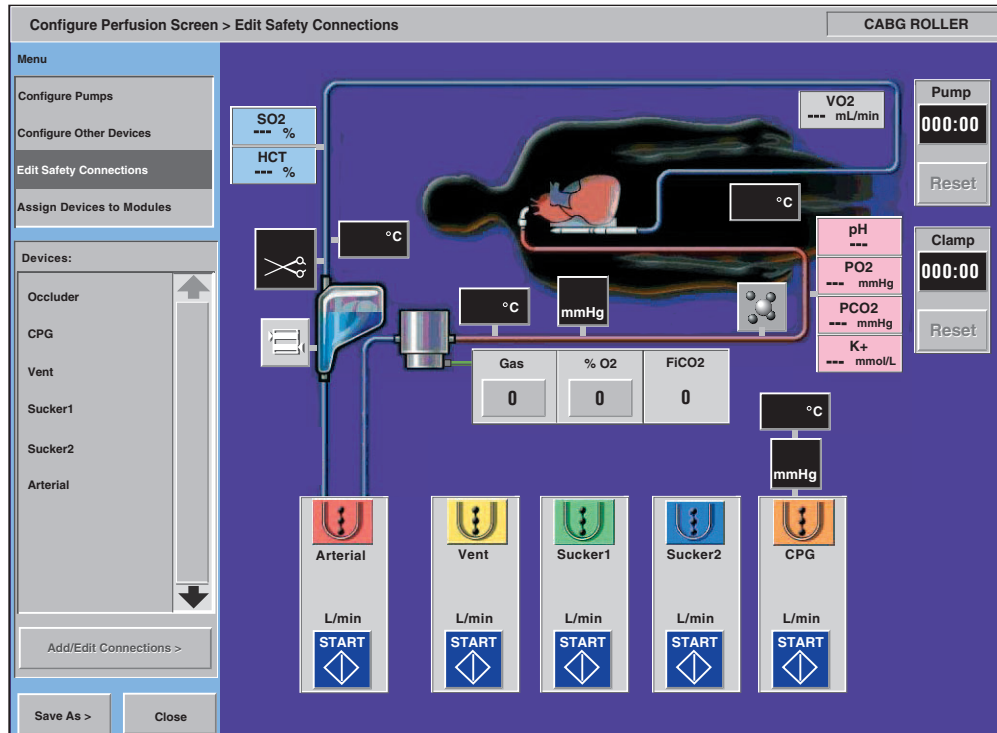 Configure Perfusion Screen > Edit Safety Connections
CABG ROLLER
Menu
Configure Pumps
Configure Other Devices
Edit Safety Connections
Assign Devices to Modules
Devices:
Occluder
CPG
Vent
Sucker1
Sucker2
Arterial
Add/Edit Connections >
Save As >
Close
SO2
--- %
HCT
--- %
°C
VO2
--- mL/min
°C
Pump
000:00
Reset
Clamp
000:00
Reset
pH
---
PO2
--- mmHg
PCO2
--- mmHg
K+
--- mmol/L
°C
mmHg
Gas
0
% O2
0
FiCO2
0
°C
mmHg
Arterial
L/min
START
Vent
L/min
START
Sucker1
L/min
START
Sucker2
L/min
START
CPG
L/min
START